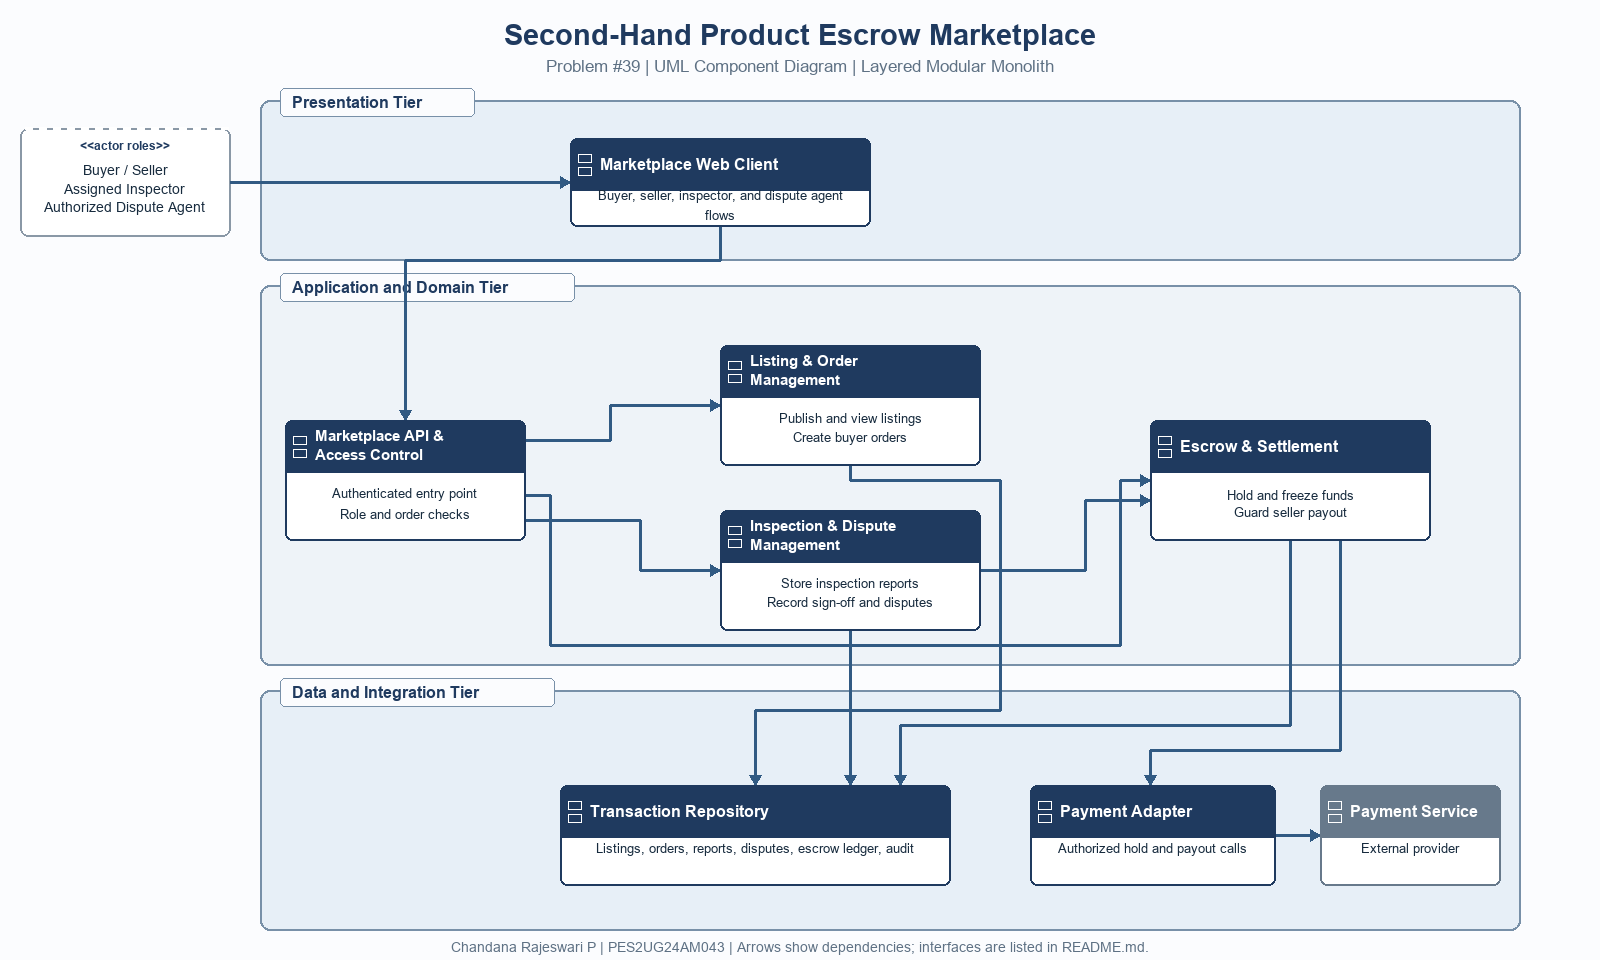 Second-Hand Product Escrow Marketplace
Problem #39 | UML Component Diagram | Layered Modular Monolith
Presentation Tier
<<actor roles>>
Buyer / Seller
Assigned Inspector
Authorized Dispute Agent
Marketplace Web Client
Buyer, seller, inspector, and dispute agent
flows
Application and Domain Tier
Listing & Order
Management
Publish and view listings
Create buyer orders
Marketplace API &
Access Control
Authenticated entry point
Role and order checks
Escrow & Settlement
Hold and freeze funds
Guard seller payout
Inspection & Dispute
Management
Store inspection reports
Record sign-off and disputes
Data and Integration Tier
Transaction Repository
Listings, orders, reports, disputes, escrow ledger, audit
Payment Adapter
Authorized hold and payout calls
Payment Service
External provider
Chandana Rajeswari P | PES2UG24AM043 | Arrows show dependencies; interfaces are listed in README.md.